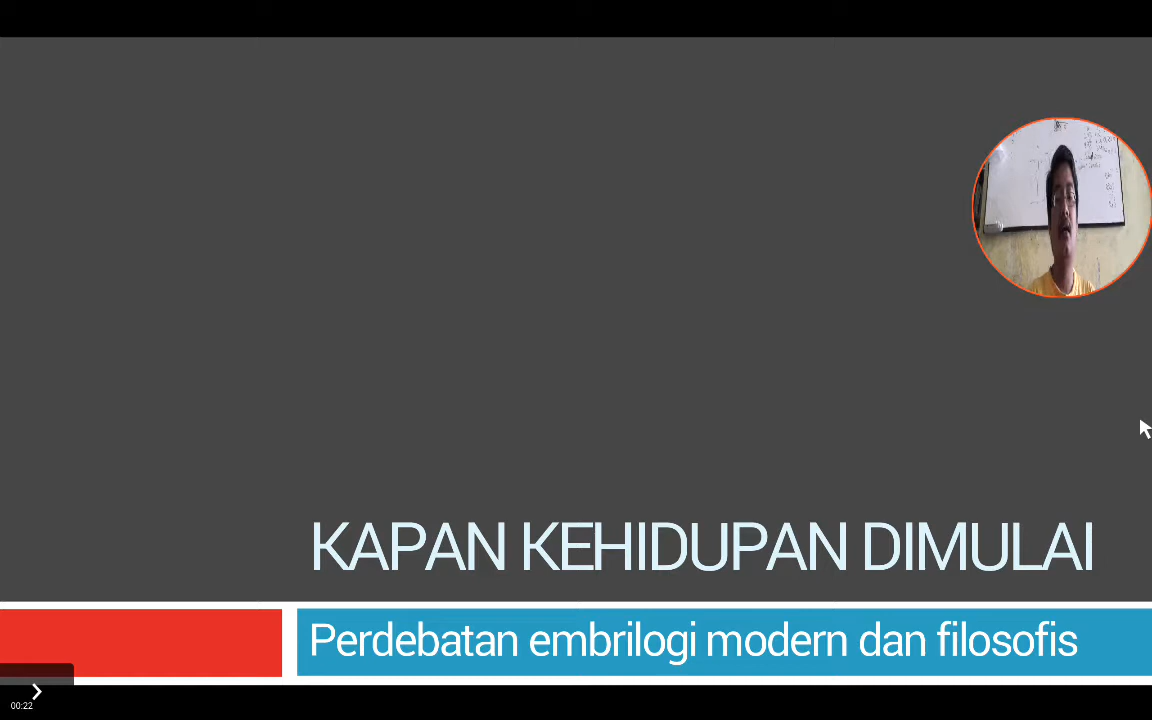 KAPAN KEHIDUPAN DIMULAI
Perdebatan embrilogi modern dan filosofis
00:22